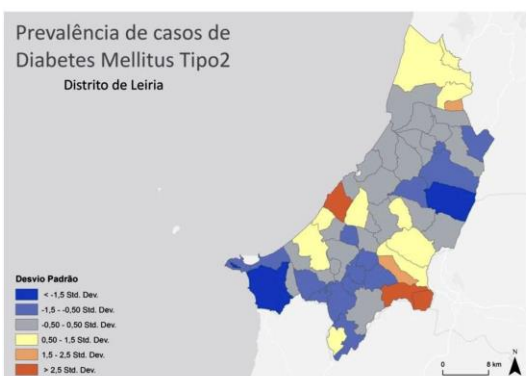 Prevalência de casos de
Diabetes Mellitus Tipo2
Distrito de Leiria
Desvio Padrão
< -1,5 Std. Dev.
-1,5 - -0,50 Std. Dev.
-0,50 - 0,50 Std. Dev.
0,50 - 1,5 Std. Dev.
1,5 - 2,5 Std. Dev.
> 2,5 Std. Dev.
0 8 km
N